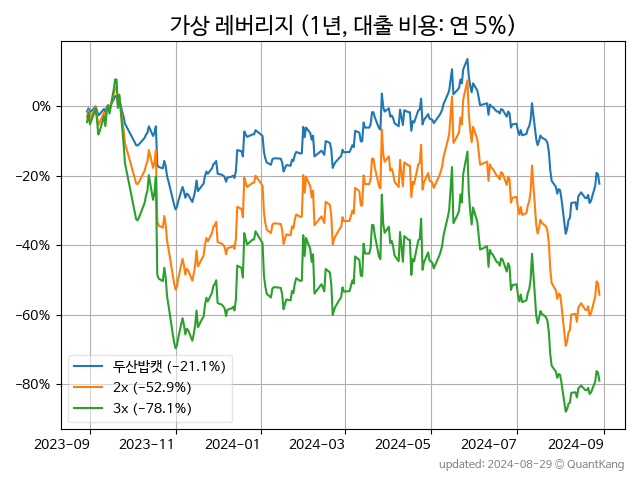 가상 레버리지 (1년, 대출 비용: 연 5%)
0%
−20%
−40%
−60%
−80%
두산밥캣 (−21.1%)
2x (−52.9%)
3x (−78.1%)
2023-09 2023-11 2024-01 2024-03 2024-05 2024-07 2024-09
updated: 2024-08-29 © QuantKang